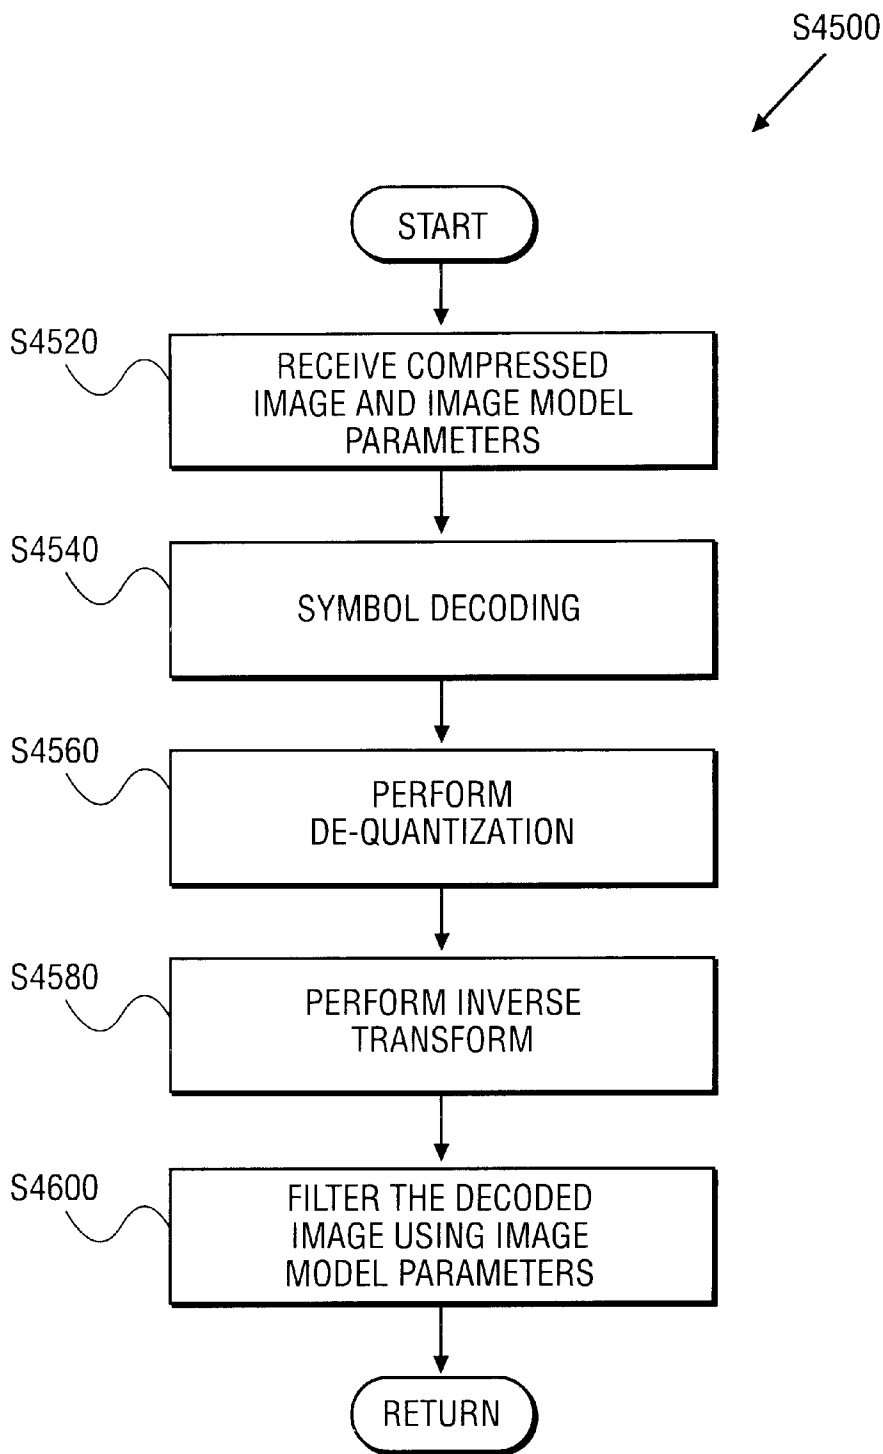 S4500
START
S4520
RECEIVE COMPRESSED
IMAGE AND IMAGE MODEL
PARAMETERS
S4540
SYMBOL DECODING
S4560
PERFORM
DE-QUANTIZATION
S4580
PERFORM INVERSE
TRANSFORM
S4600
FILTER THE DECODED
IMAGE USING IMAGE
MODEL PARAMETERS
RETURN